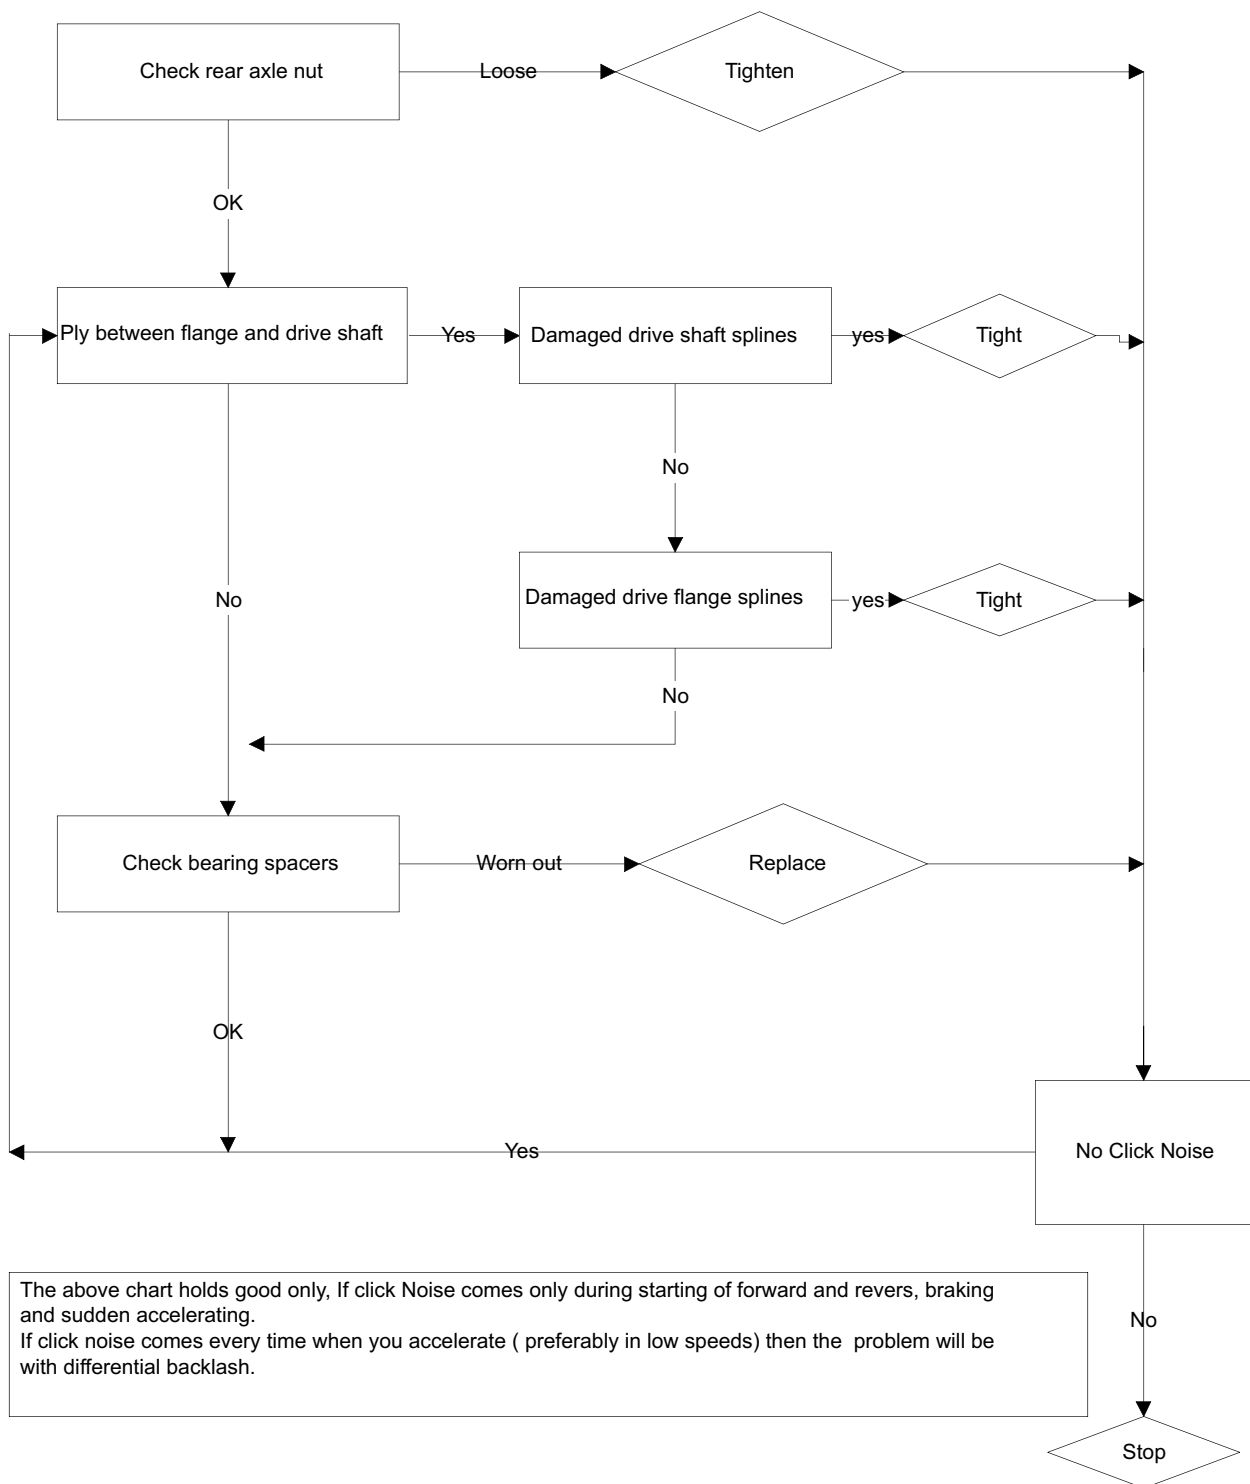 Check rear axle nut
Loose
Tighten
OK
Ply between flange and drive shaft
Yes
Damaged drive shaft splines
yes
Tight
No
No
Damaged drive flange splines
yes
Tight
No
Check bearing spacers
Worn out
Replace
OK
Yes
No Click Noise
The above chart holds good only, If click Noise comes only during starting of forward and revers, braking
and sudden accelerating.
If click noise comes every time when you accelerate ( preferably in low speeds) then the  problem will be
with differential backlash.
No
Stop